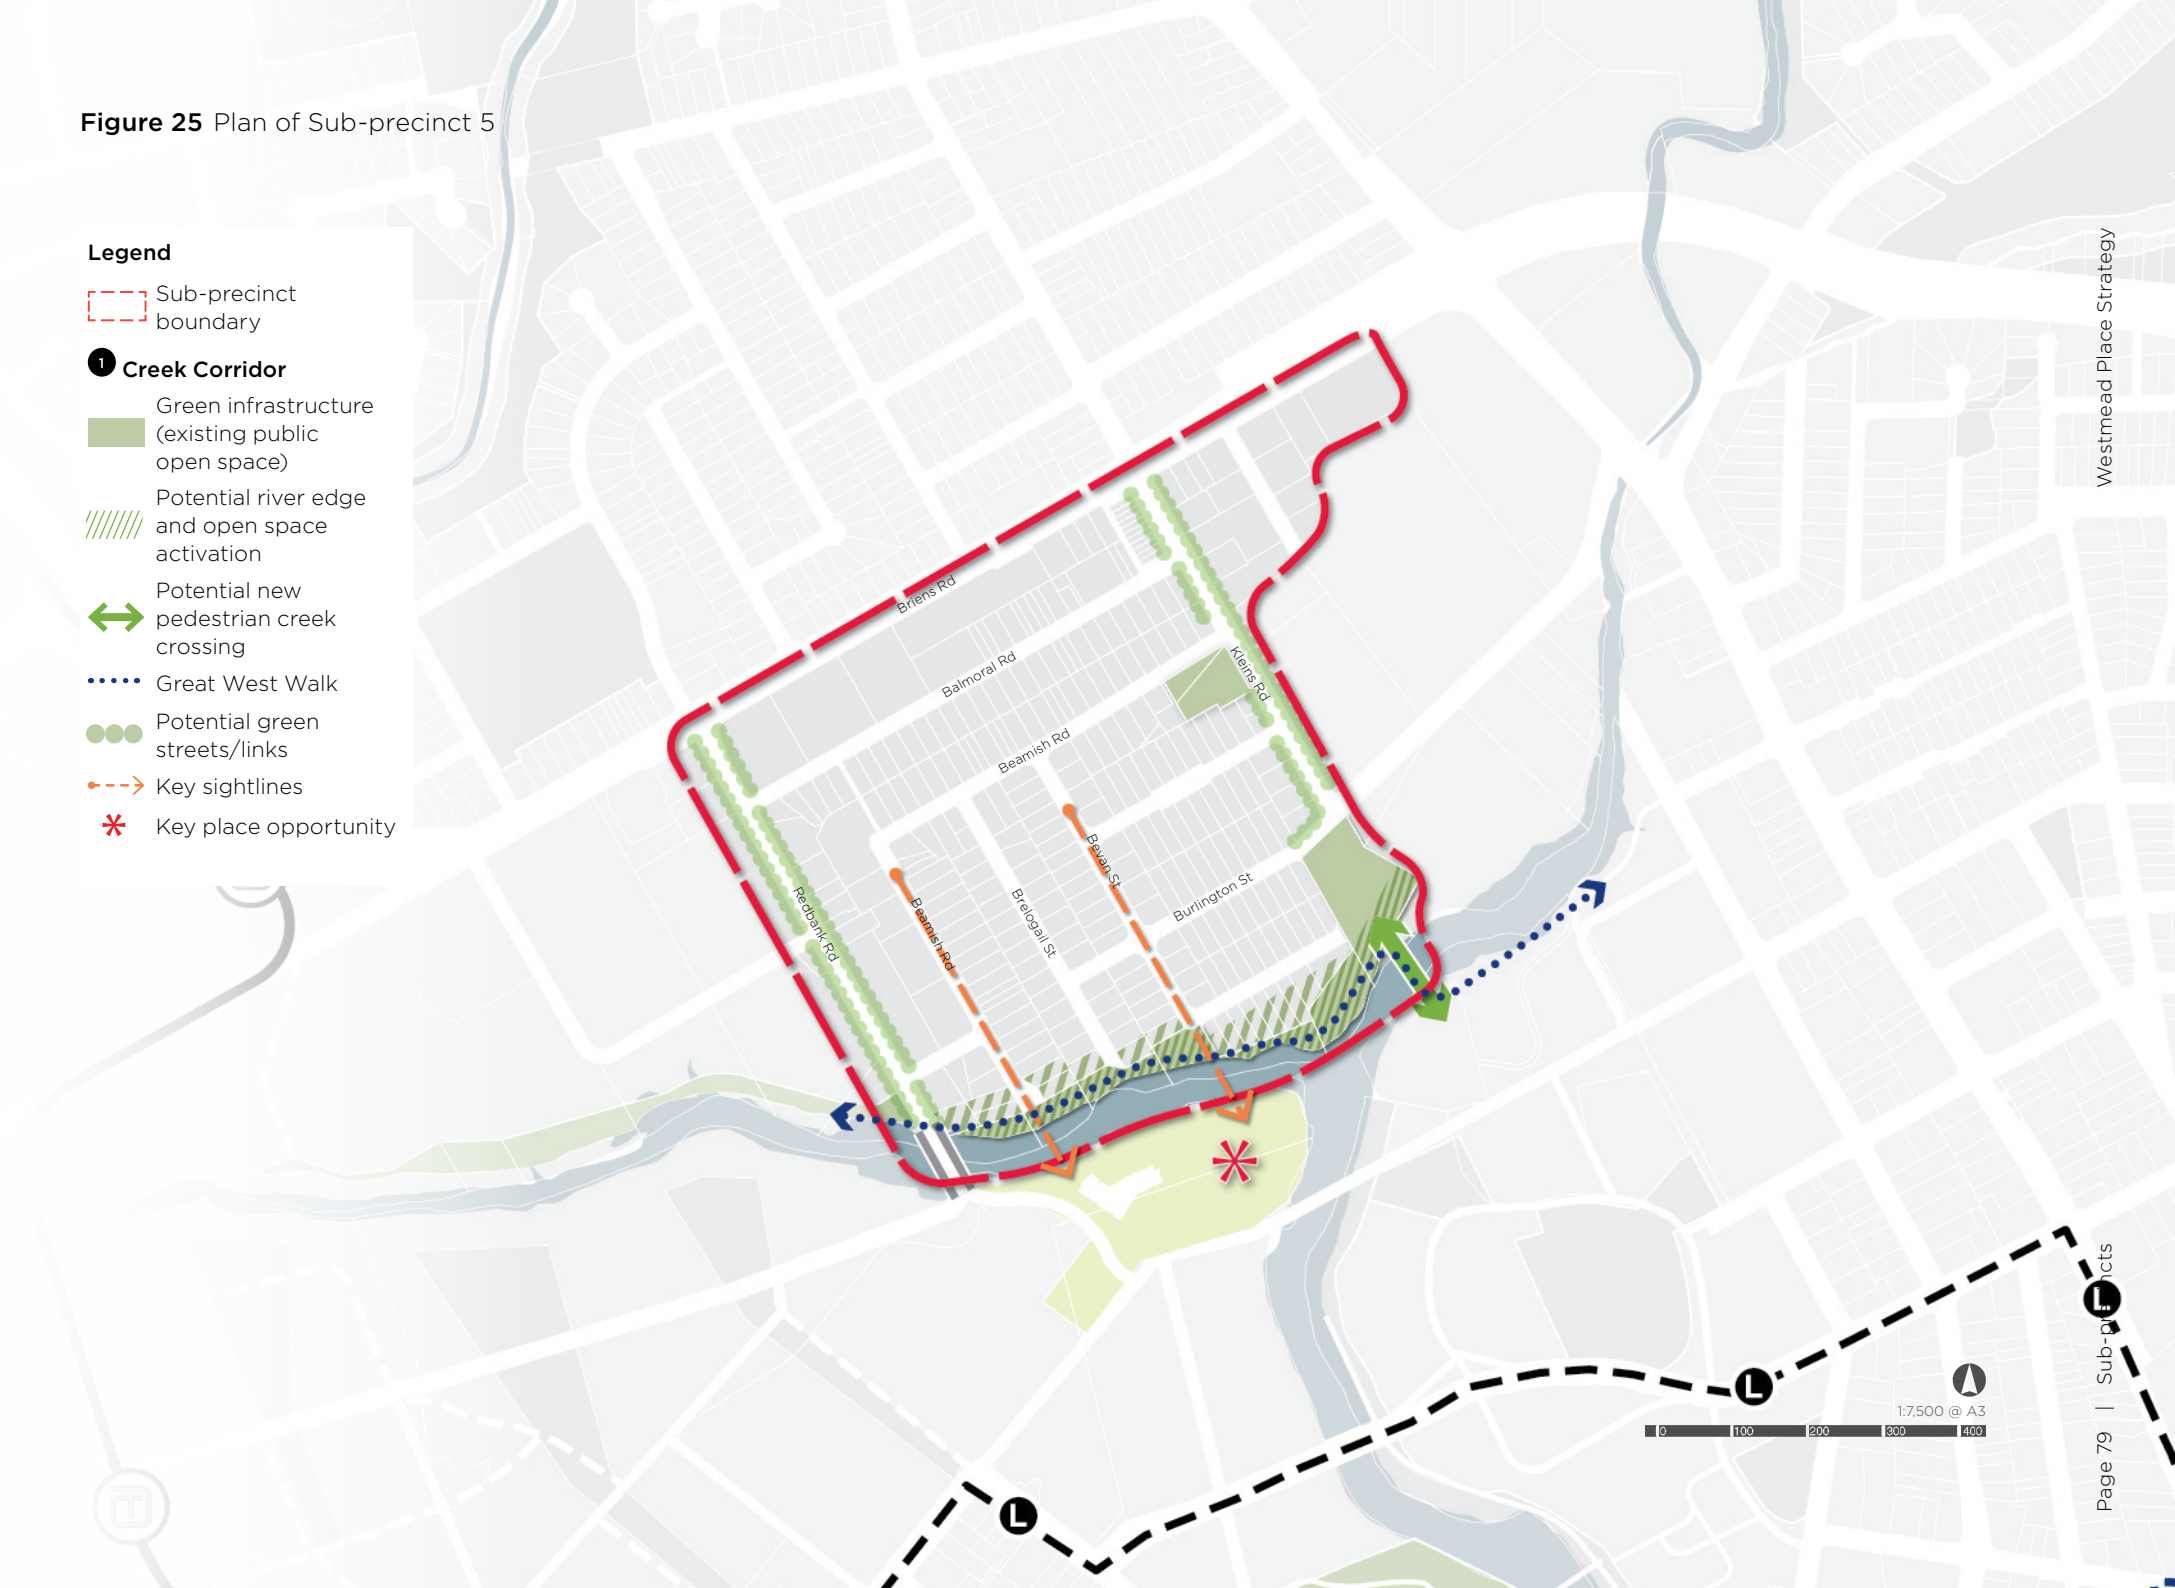 Figure 25 Plan of Sub-precinct 5
Legend
Sub-precinct
boundary
1 Creek Corridor
Green infrastructure
(existing public
open space)
Potential river edge
and open space
activation
Potential new
pedestrian creek
crossing
Great West Walk
Potential green
streets/links
Key sightlines
Key place opportunity
Briens Rd
Balmoral Rd
Beamish Rd
Kleins Rd
Redbank Rd
Beamish Rd
Brelogail St
Bevan St
Burlington St
L
L
L
T
1:7,500 @ A3
0 100 200 300 400
Westmead Place Strategy
Page 79 | Sub-precincts